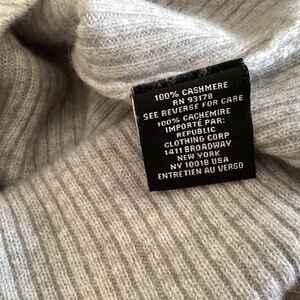 100% CASHMERE
RN 93178
SEE REVERSE FOR CARE
100% CACHEMIRE
IMPORTÉ PAR:
REPUBLIC
CLOTHING CORP
1411 BROADWAY
NEW YORK
NY 10018 USA
ENTRETIEN AU VERSO